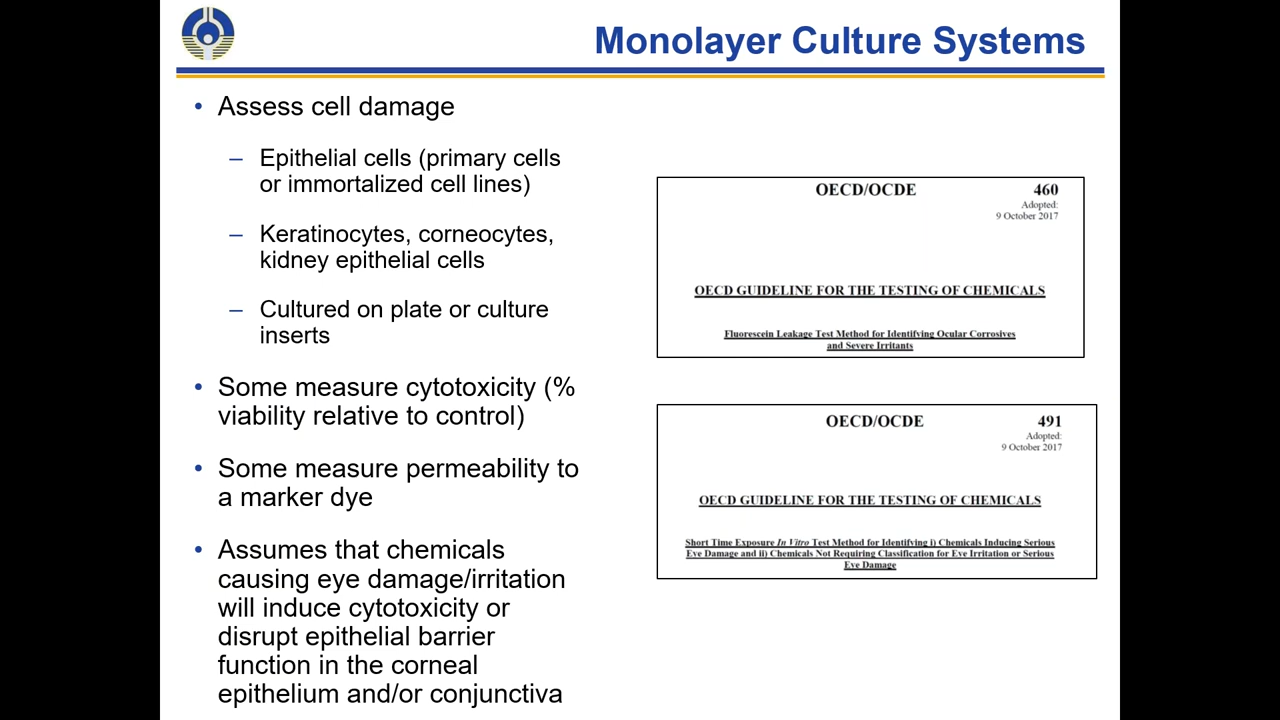 Monolayer Culture Systems
• Assess cell damage
– Epithelial cells (primary cells
or immortalized cell lines)
– Keratinocytes, corneocytes,
kidney epithelial cells
– Cultured on plate or culture
inserts
• Some measure cytotoxicity (%
viability relative to control)
• Some measure permeability to
a marker dye
• Assumes that chemicals
causing eye damage/irritation
will induce cytotoxicity or
disrupt epithelial barrier
function in the corneal
epithelium and/or conjunctiva
OECD/OCDE 460
Adopted:
9 October 2017
OECD GUIDELINE FOR THE TESTING OF CHEMICALS
Fluorescein Leakage Test Method for Identifying Ocular Corrosives
and Severe Irritants
OECD/OCDE 491
Adopted:
9 October 2017
OECD GUIDELINE FOR THE TESTING OF CHEMICALS
Short Time Exposure In Vitro Test Method for Identifying i) Chemicals Inducing Serious
Eye Damage and ii) Chemicals Not Requiring Classification for Eye Irritation or Serious
Eye Damage